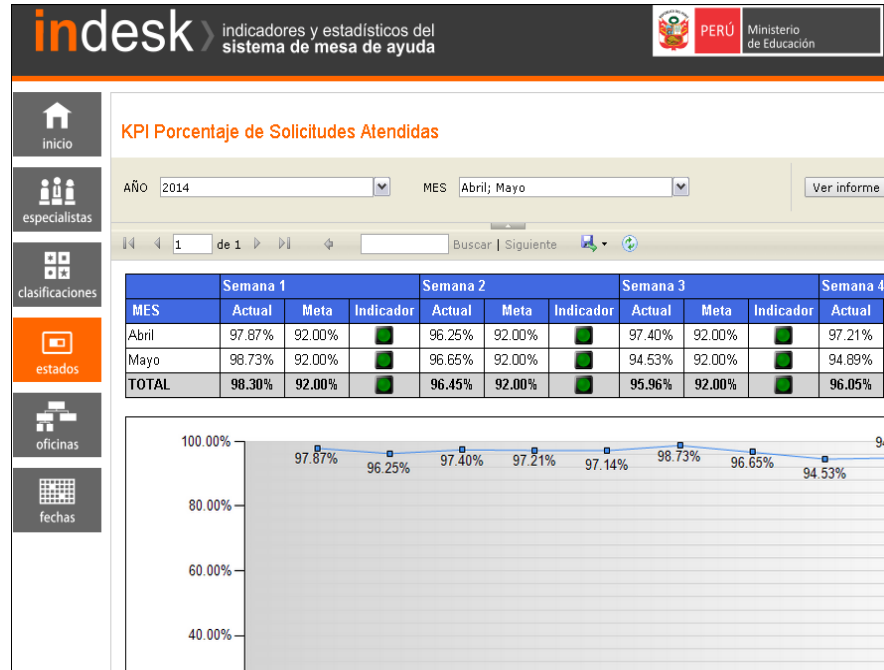 indesk
indicadores y estadísticos del
sistema de mesa de ayuda
PERÚ
Ministerio
de Educación
inicio
especialistas
clasificaciones
estados
oficinas
fechas
KPI Porcentaje de Solicitudes Atendidas
AÑO 2014 MES Abril; Mayo Ver informe
1 de 1 Buscar | Siguiente
Semana 1 Semana 2 Semana 3 Semana 4
MES Actual Meta Indicador Actual Meta Indicador Actual Meta Indicador Actual
Abril 97.87% 92.00% 96.25% 92.00% 97.40% 92.00% 97.21%
Mayo 98.73% 92.00% 96.65% 92.00% 94.53% 92.00% 94.89%
TOTAL 98.30% 92.00% 96.45% 92.00% 95.96% 92.00% 96.05%
100.00%
97.87% 96.25% 97.40% 97.21% 97.14% 98.73% 96.65% 94.53%
80.00%
60.00%
40.00%